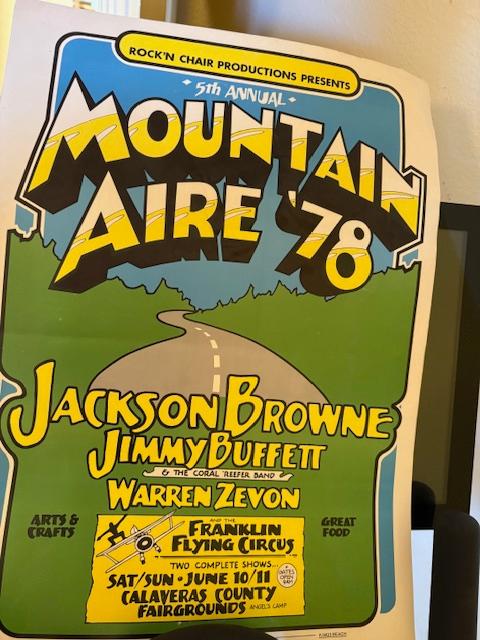 ROCK'N CHAIR PRODUCTIONS PRESENTS
5th ANNUAL
MOUNTAIN
AIRE '78
JACKSON BROWNE
JIMMY BUFFETT
& THE CORAL REEFER BAND
WARREN ZEVON
ARTS &
CRAFTS
AND THE
FRANKLIN
FLYING CIRCUS
GREAT
FOOD
TWO COMPLETE SHOWS...
SAT/SUN • JUNE 10/11
GATES
OPEN
9AM
CALAVERAS COUNTY
FAIRGROUNDS ANGEL'S CAMP